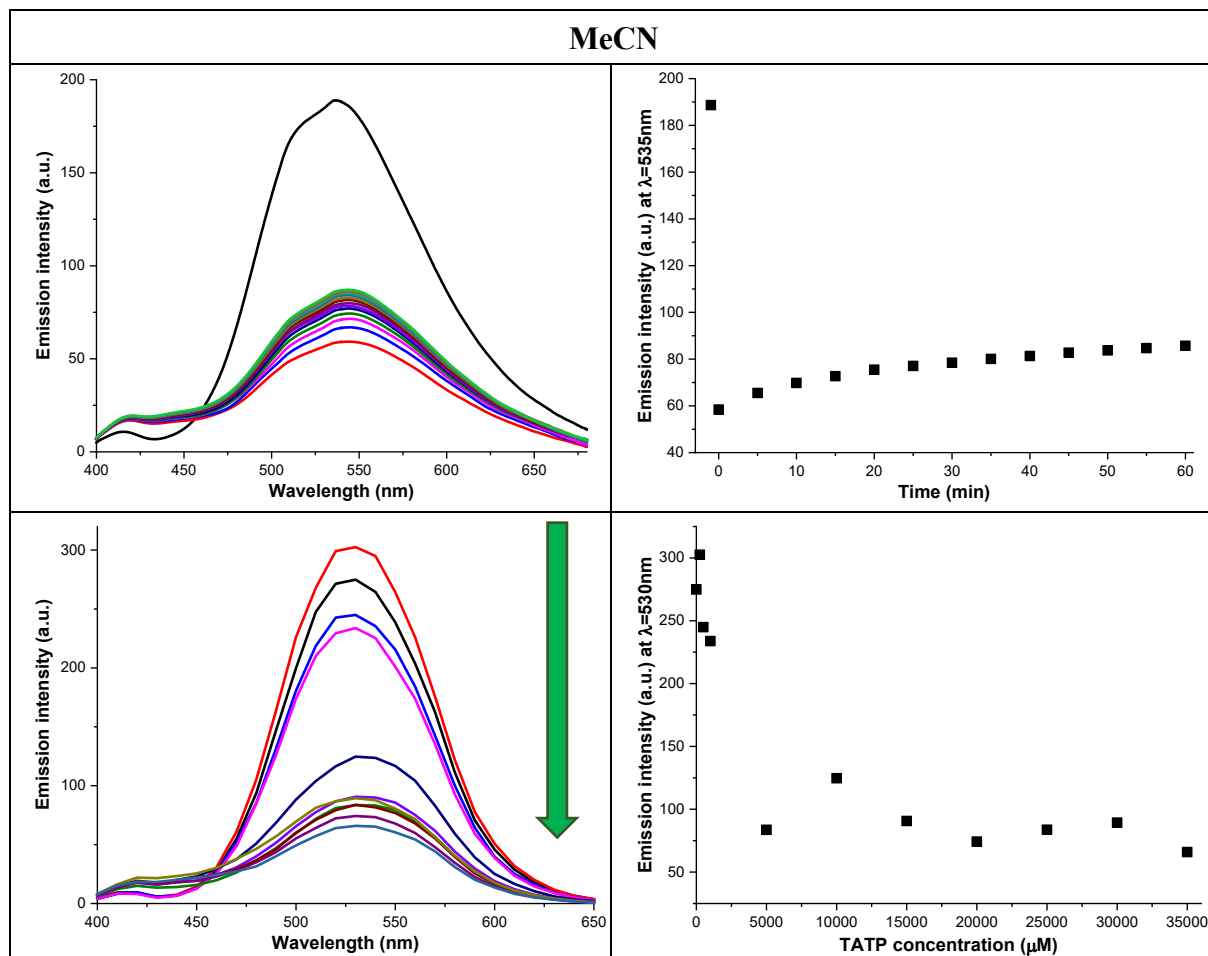 MeCN
200
150
100
50
0
400 450 500 550 600 650
Wavelength (nm)
Emission intensity (a.u.)
200
180
160
140
120
100
80
60
40
0 10 20 30 40 50 60
Time (min)
Emission intensity (a.u.) at λ=535nm
300
200
100
0
400 450 500 550 600 650
Wavelength (nm)
Emission intensity (a.u.)
300
250
200
150
100
50
0 5000 10000 15000 20000 25000 30000 35000
TATP concentration (μM)
Emission intensity (a.u.) at λ=530nm